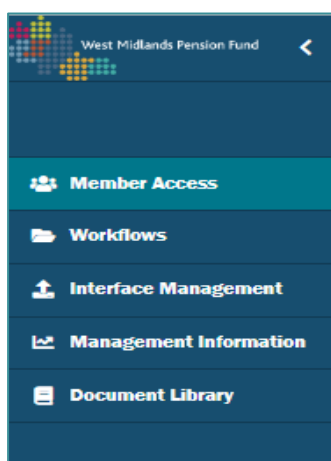 West Midlands Pension Fund
Member Access
Workflows
Interface Management
Management Information
Document Library